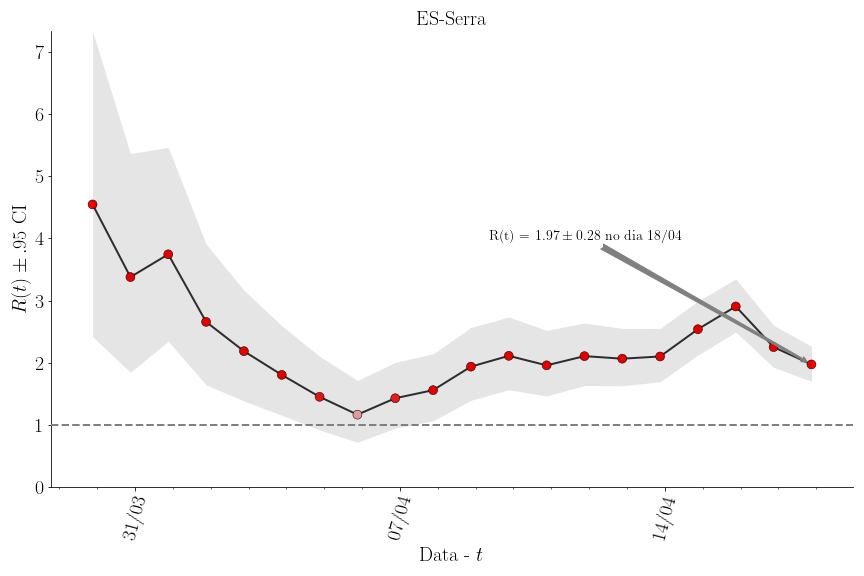 ES-Serra
R(t) ± .95 CI
7
6
5
4
3
2
1
0
R(t) = 1.97 ± 0.28 no dia 18/04
31/03
07/04
14/04
Data - t